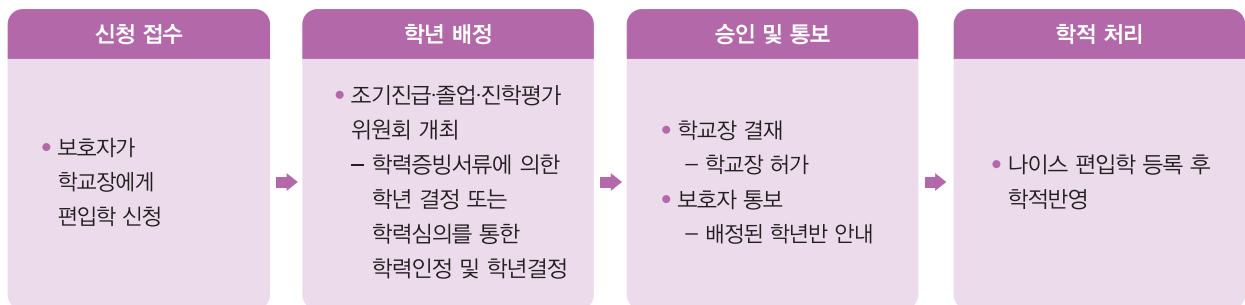 신청 접수
• 보호자가
학교장에게
편입학 신청
학년 배정
• 조기진급·졸업·진학평가
위원회 개최
– 학력증빙서류에 의한
학년 결정 또는
학력심의를 통한
학력인정 및 학년결정
승인 및 통보
• 학교장 결재
– 학교장 허가
• 보호자 통보
– 배정된 학년반 안내
학적 처리
• 나이스 편입학 등록 후
학적반영